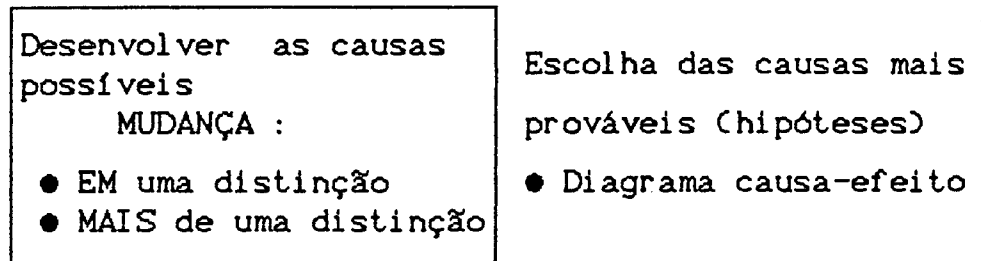 Desenvolver as causas
possíveis
MUDANÇA :
● EM uma distinção
● MAIS de uma distinção
Escolha das causas mais
prováveis (hipóteses)
● Diagrama causa-efeito